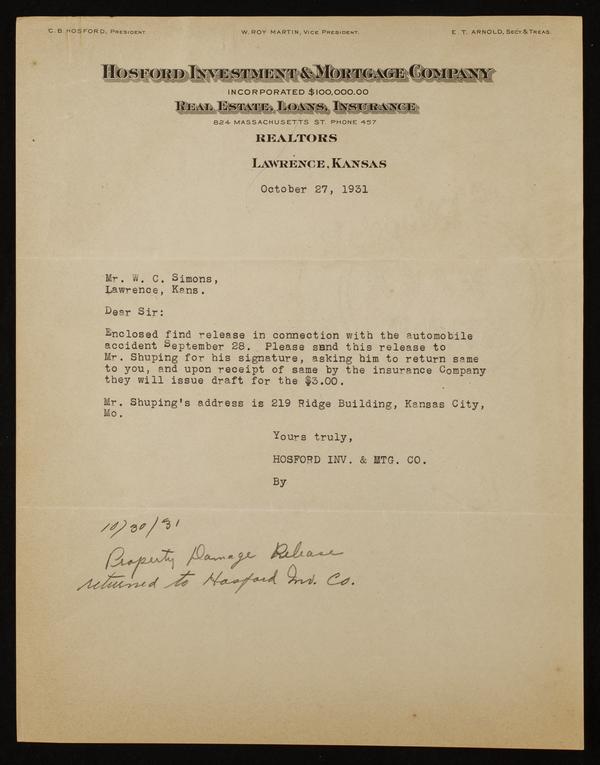 C. B. HOSFORD, PRESIDENT. W. ROY MARTIN, VICE PRESIDENT. E. T. ARNOLD, SECY. & TREAS.
HOSFORD INVESTMENT & MORTGAGE COMPANY
INCORPORATED $100,000.00
REAL ESTATE, LOANS, INSURANCE
824 MASSACHUSETTS ST. PHONE 457
REALTORS
LAWRENCE, KANSAS
October 27, 1931
Mr. W. C. Simons,
Lawrence, Kans.
Dear Sir:
Enclosed find release in connection with the automobile
accident September 28. Please send this release to
Mr. Shuping for his signature, asking him to return same
to you, and upon receipt of same by the insurance Company
they will issue draft for the $3.00.
Mr. Shuping's address is 219 Ridge Building, Kansas City,
Mo.
Yours truly,
HOSFORD INV. & MTG. CO.
By
10/30/31
Property Damage Release
returned to Hosford Inv. Co.